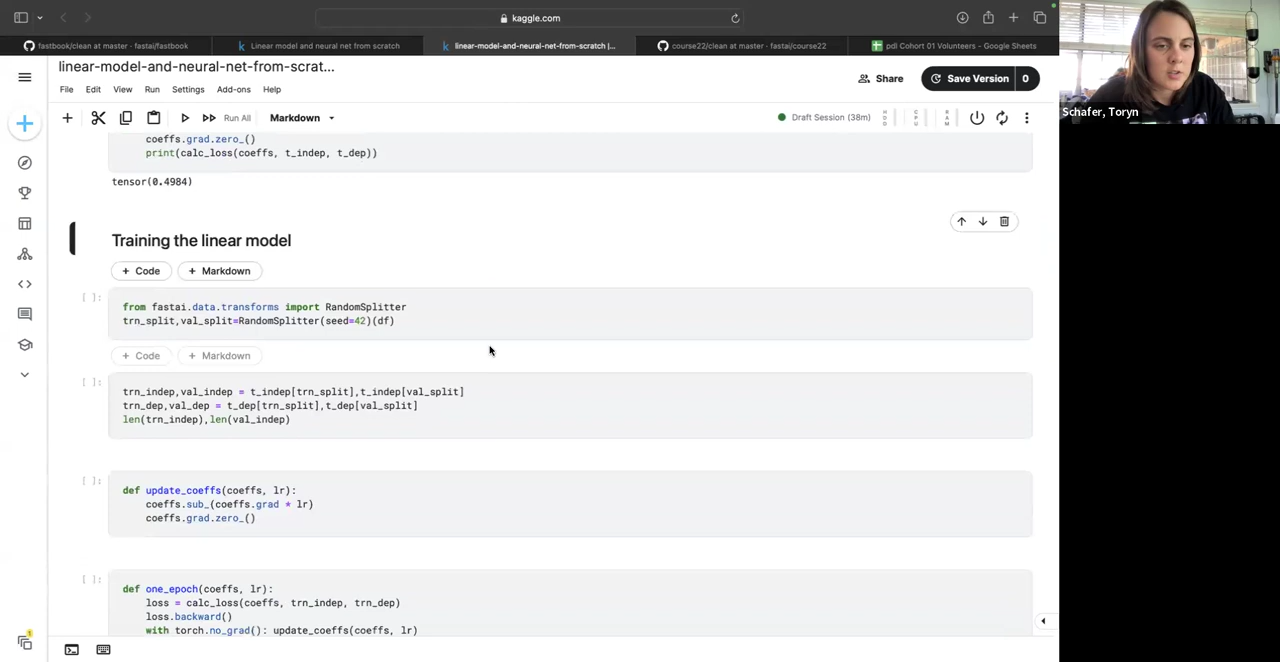 kaggle.com
fastbook/clean at master · fastai/fastbook
Linear model and neural net from scratch
linear-model-and-neural-net-from-scratch |...
course22/clean at master · fastai/course22
pdl Cohort 01 Volunteers - Google Sheets
linear-model-and-neural-net-from-scrat...
Share
Save Version
0
File Edit View Run Settings Add-ons Help
Run All
Markdown
Draft Session (38m)
HDD
CPU
RAM
coeffs.grad.zero_()
print(calc_loss(coeffs, t_indep, t_dep))
tensor(0.4984)
Training the linear model
+ Code
+ Markdown
[ ]:
from fastai.data.transforms import RandomSplitter
trn_split,val_split=RandomSplitter(seed=42)(df)
+ Code
+ Markdown
[ ]:
trn_indep,val_indep = t_indep[trn_split],t_indep[val_split]
trn_dep,val_dep = t_dep[trn_split],t_dep[val_split]
len(trn_indep),len(val_indep)
[ ]:
def update_coeffs(coeffs, lr):
coeffs.sub_(coeffs.grad * lr)
coeffs.grad.zero_()
[ ]:
def one_epoch(coeffs, lr):
loss = calc_loss(coeffs, trn_indep, trn_dep)
loss.backward()
with torch.no_grad(): update_coeffs(coeffs, lr)
1
Schafer, Toryn